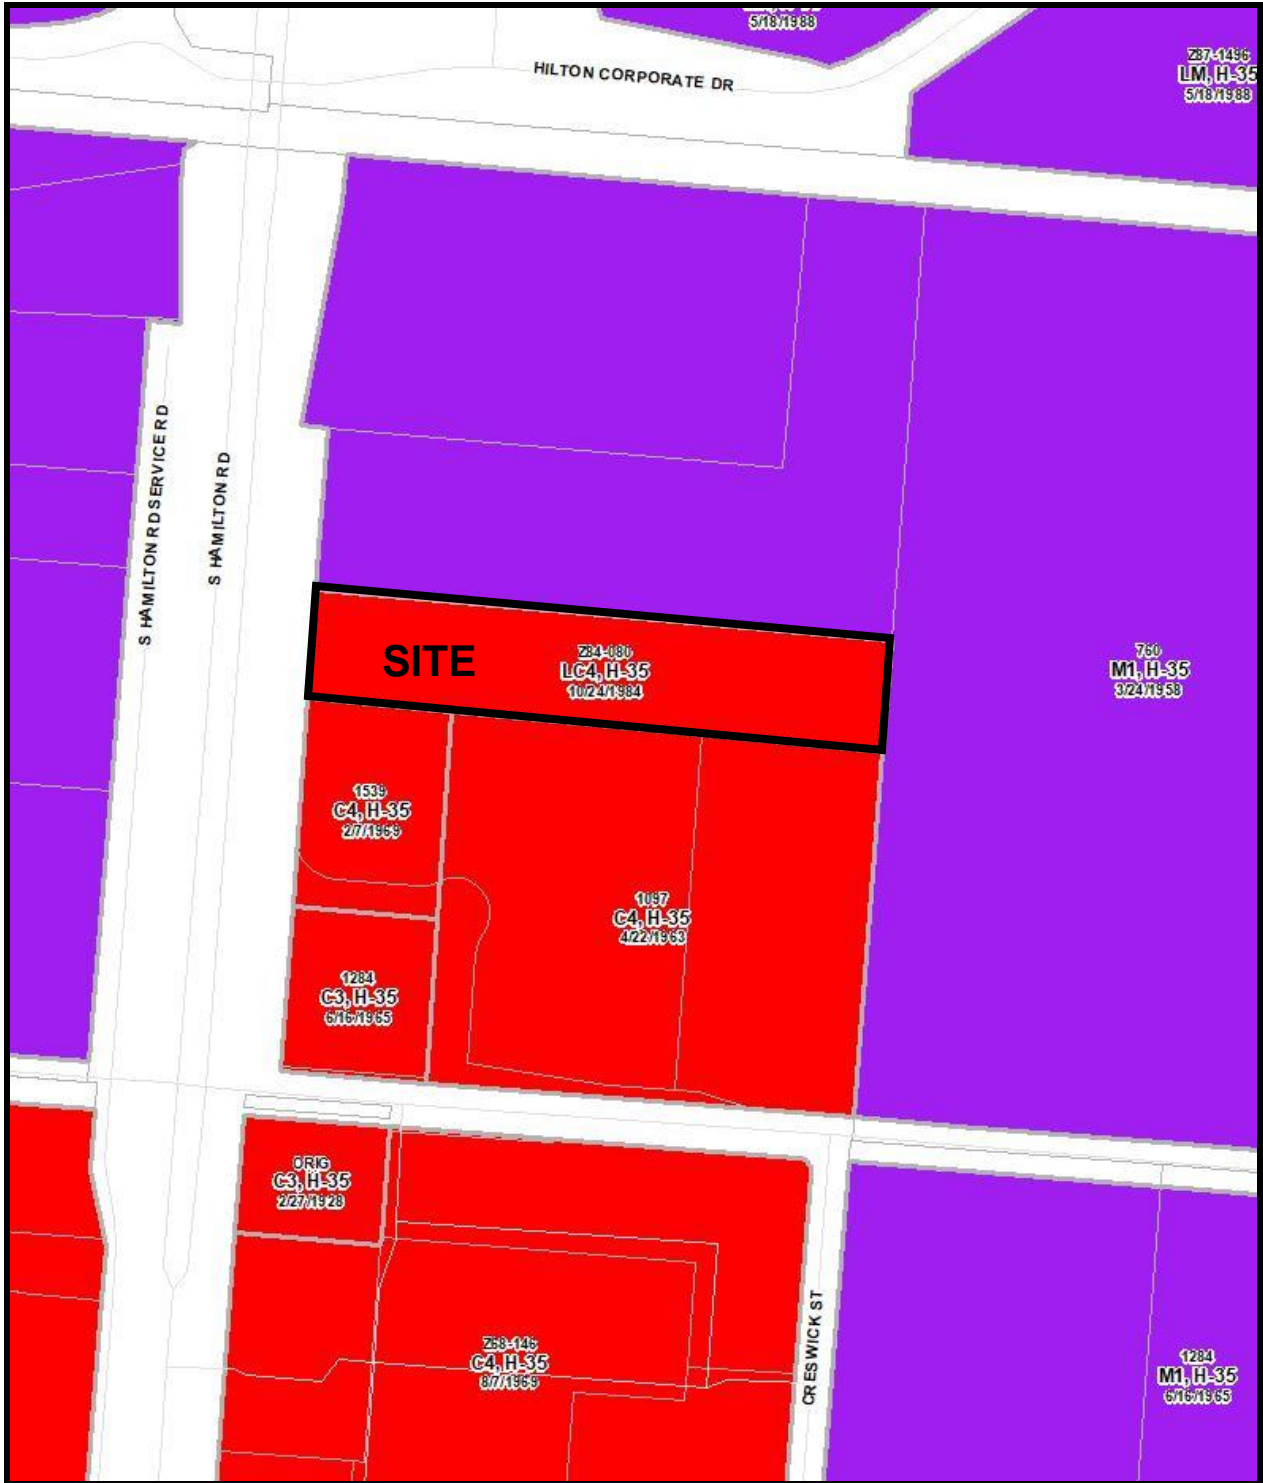 5/18/1988
Z87-1496
LM, H-35
5/18/1988
HILTON CORPORATE DR
S HAMILTON RD SERVICE RD
S HAMILTON RD
SITE
Z84-080
LC4, H-35
10/24/1984
760
M1, H-35
3/24/1958
1539
C4, H-35
2/7/1969
1097
C4, H-35
4/22/1963
1284
C3, H-35
6/16/1965
ORIG
C3, H-35
2/27/1928
Z68-146
C4, H-35
8/7/1969
CRESWICK ST
1284
M1, H-35
6/16/1965